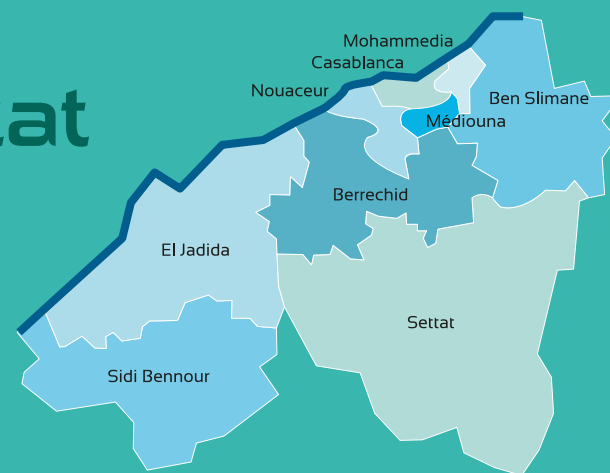 Mohammedia
Casablanca
Nouaceur
Ben Slimane
Médiouna
Berrechid
El Jadida
Settat
Sidi Bennour